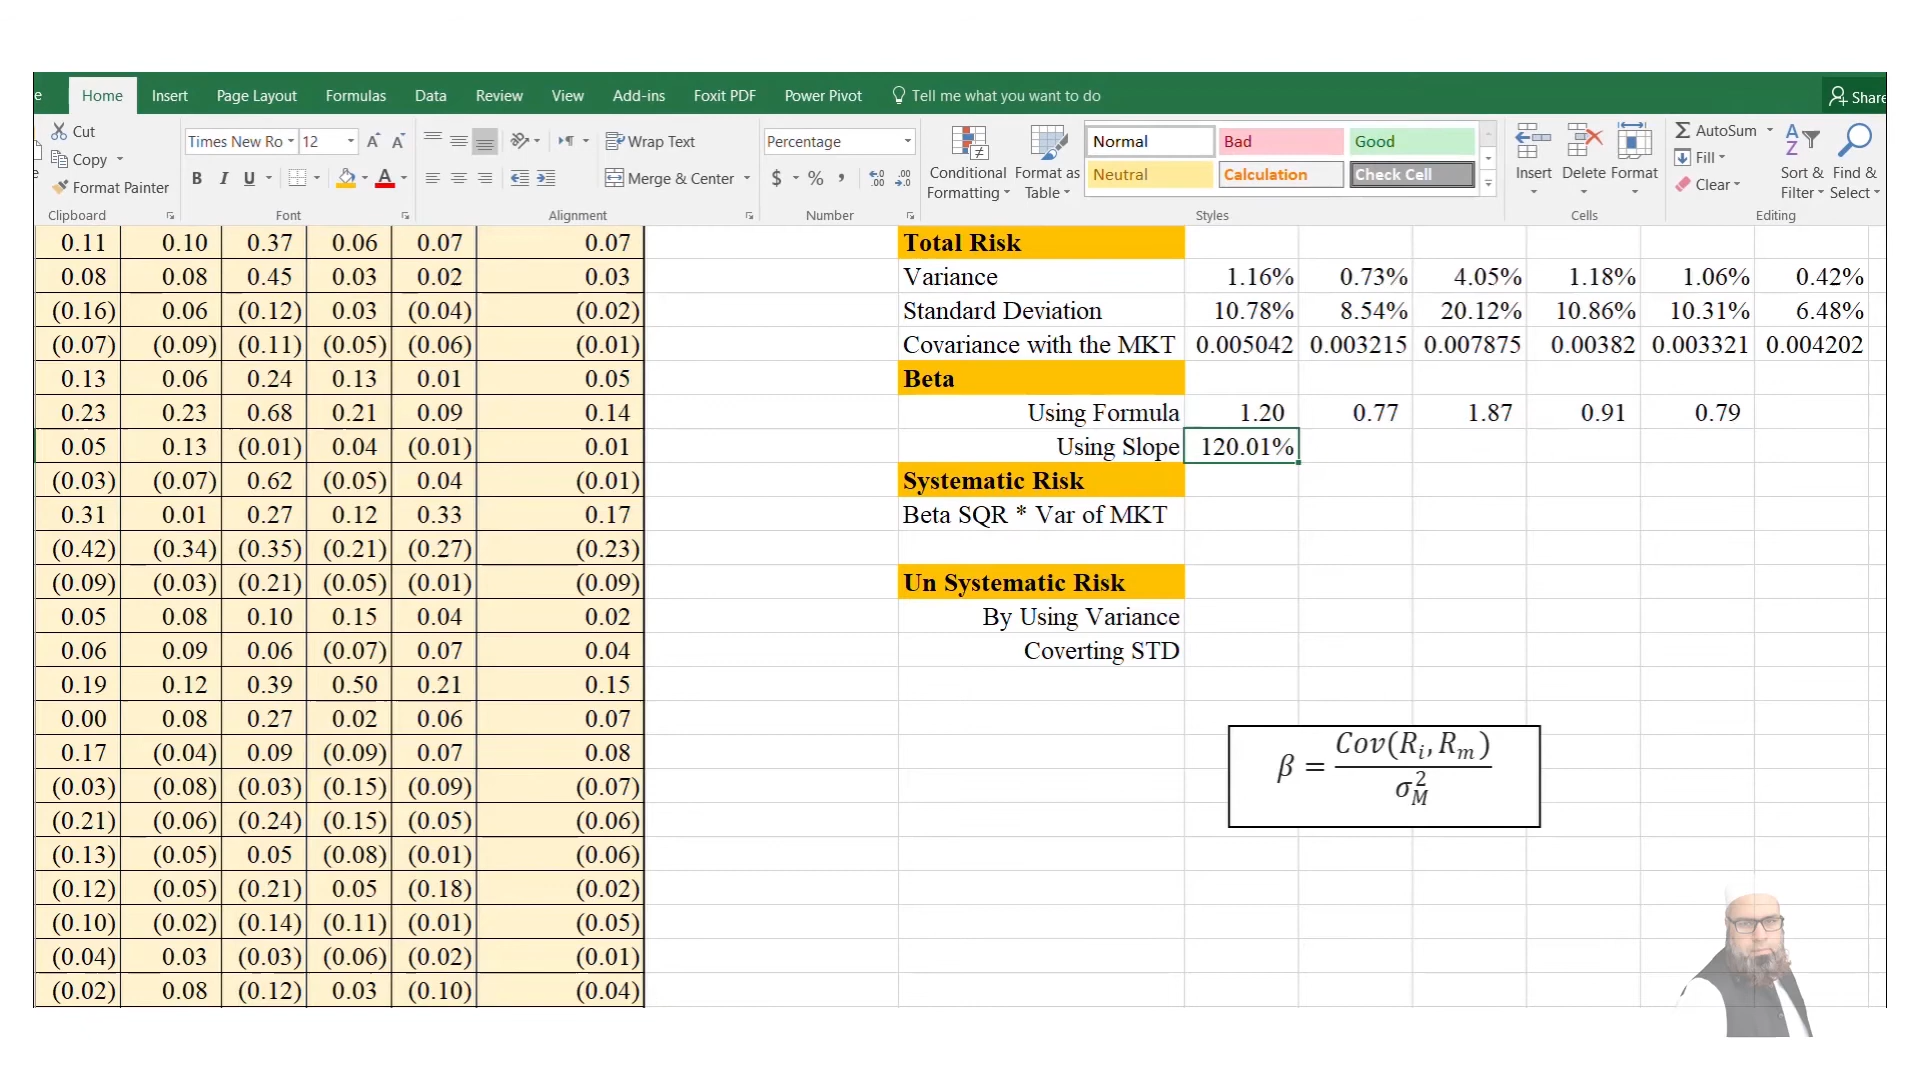 e Home Insert Page Layout Formulas Data Review View Add-ins Foxit PDF Power Pivot Tell me what you want to do Share
Cut
Copy
e
Format Painter
Clipboard
Times New Ro 12
B I U A
Font
Wrap Text
Merge & Center
Alignment
Percentage
$ % , .00 .0
Number
Conditional Formatting
Format as Table
Normal Bad Good
Neutral Calculation Check Cell
Styles
Insert Delete Format
Cells
AutoSum
Fill
Clear
Sort & Filter
Find & Select
Editing
0.11 0.10 0.37 0.06 0.07 0.07 Total Risk
0.08 0.08 0.45 0.03 0.02 0.03 Variance 1.16% 0.73% 4.05% 1.18% 1.06% 0.42%
(0.16) 0.06 (0.12) 0.03 (0.04) (0.02) Standard Deviation 10.78% 8.54% 20.12% 10.86% 10.31% 6.48%
(0.07) (0.09) (0.11) (0.05) (0.06) (0.01) Covariance with the MKT 0.005042 0.003215 0.007875 0.00382 0.003321 0.004202
0.13 0.06 0.24 0.13 0.01 0.05 Beta
0.23 0.23 0.68 0.21 0.09 0.14 Using Formula 1.20 0.77 1.87 0.91 0.79
0.05 0.13 (0.01) 0.04 (0.01) 0.01 Using Slope 120.01%
(0.03) (0.07) 0.62 (0.05) 0.04 (0.01) Systematic Risk
0.31 0.01 0.27 0.12 0.33 0.17 Beta SQR * Var of MKT
(0.42) (0.34) (0.35) (0.21) (0.27) (0.23)
(0.09) (0.03) (0.21) (0.05) (0.01) (0.09) Un Systematic Risk
0.05 0.08 0.10 0.15 0.04 0.02 By Using Variance
0.06 0.09 0.06 (0.07) 0.07 0.04 Coverting STD
0.19 0.12 0.39 0.50 0.21 0.15
0.00 0.08 0.27 0.02 0.06 0.07
0.17 (0.04) 0.09 (0.09) 0.07 0.08
(0.03) (0.08) (0.03) (0.15) (0.09) (0.07)
(0.21) (0.06) (0.24) (0.15) (0.05) (0.06)
(0.13) (0.05) 0.05 (0.08) (0.01) (0.06)
(0.12) (0.05) (0.21) 0.05 (0.18) (0.02)
(0.10) (0.02) (0.14) (0.11) (0.01) (0.05)
(0.04) 0.03 (0.03) (0.06) (0.02) (0.01)
(0.02) 0.08 (0.12) 0.03 (0.10) (0.04)
β = Cov(Rᵢ, Rₘ) / σ²_M